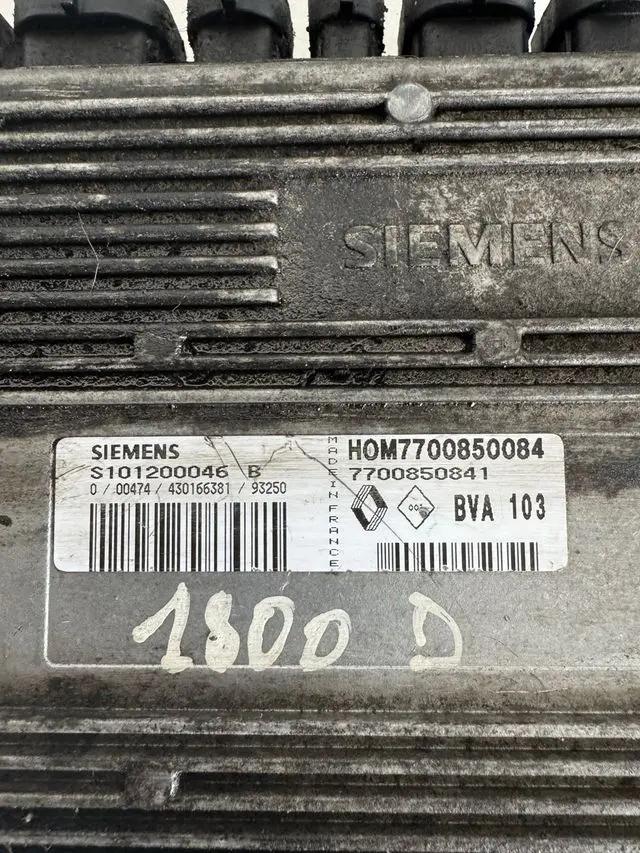 SIEMENS
SIEMENS
S101200046 B
0 / 00474 / 430166381 / 93250
MADE IN FRANCE
HOM7700850084
7700850841
BVA 103
1800 D